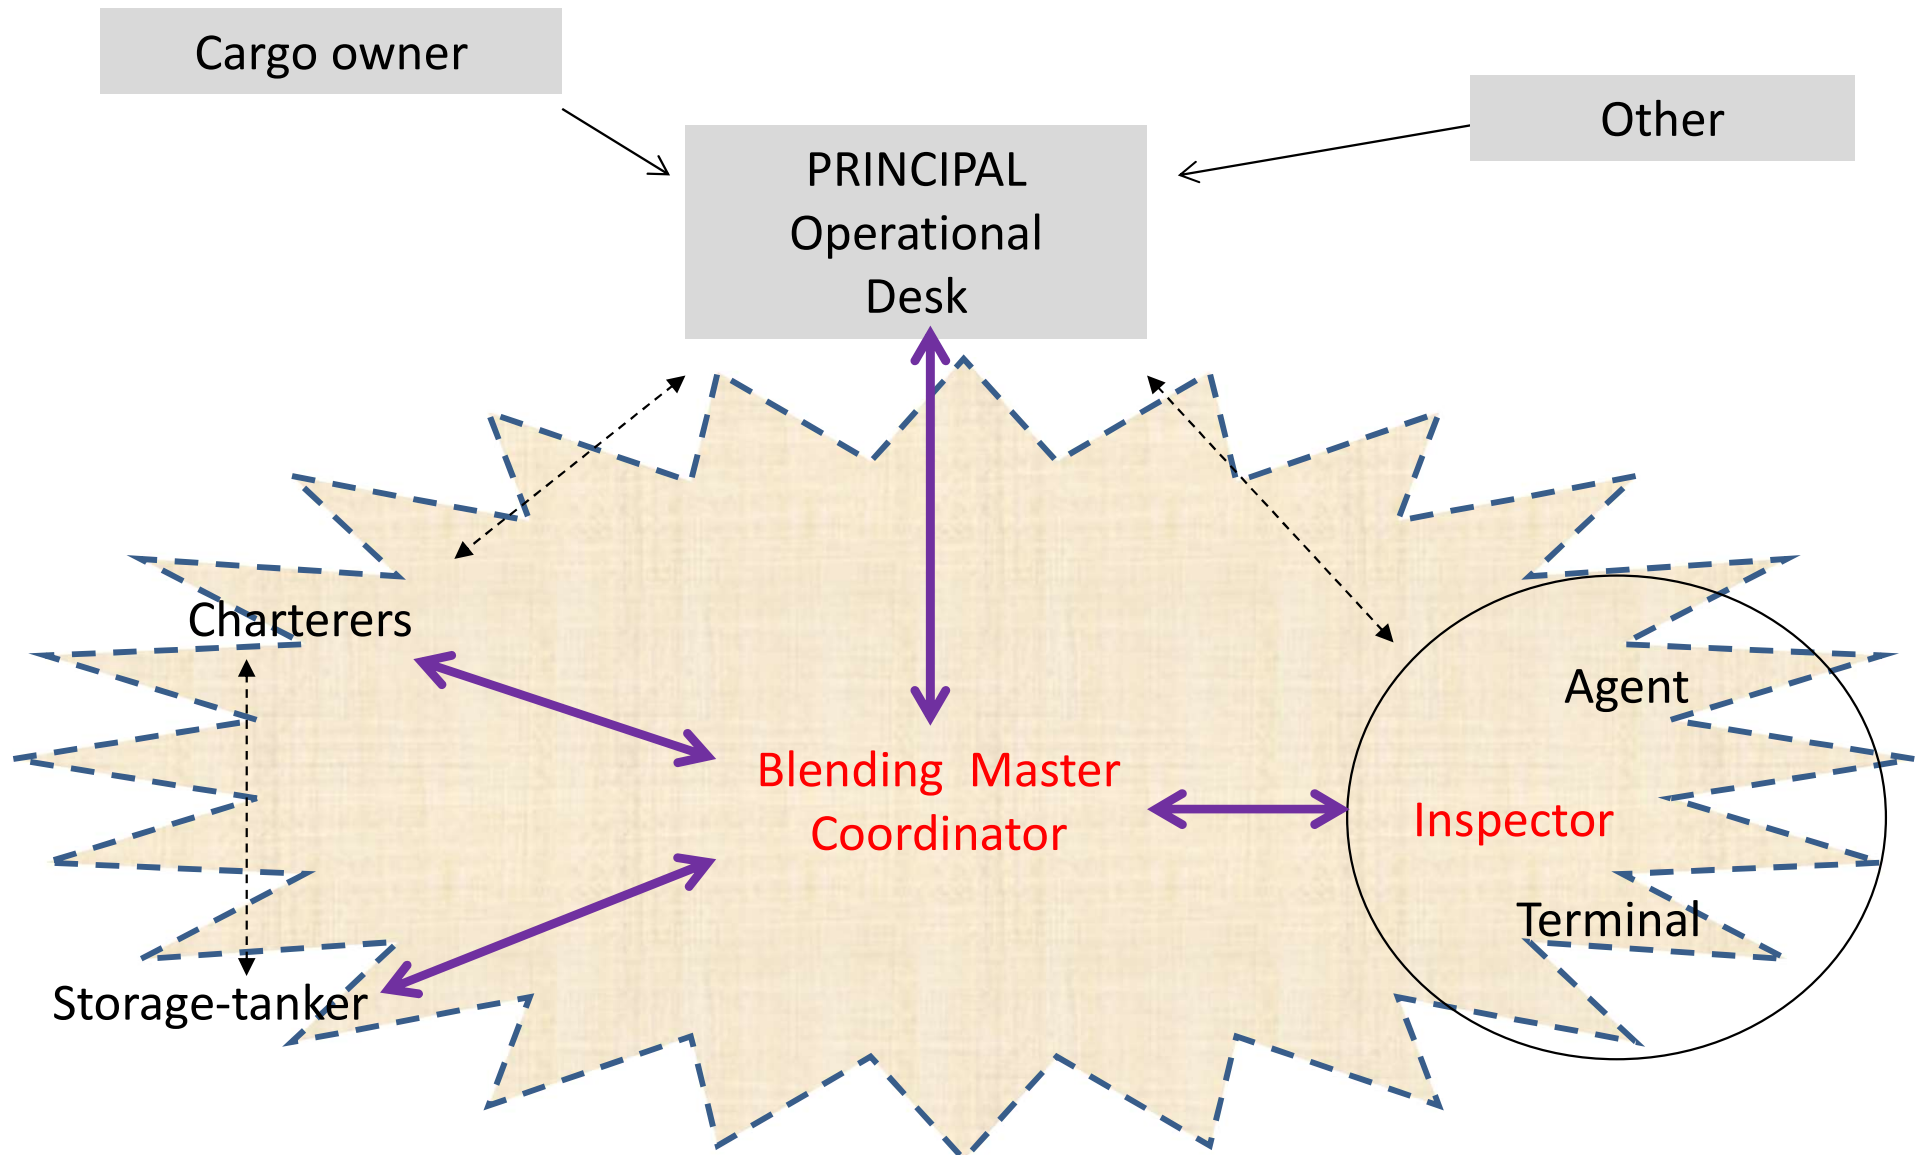 Cargo owner
Other
PRINCIPAL
Operational
Desk
Charterers
Agent
Blending  Master
Coordinator
Inspector
Terminal
Storage-tanker